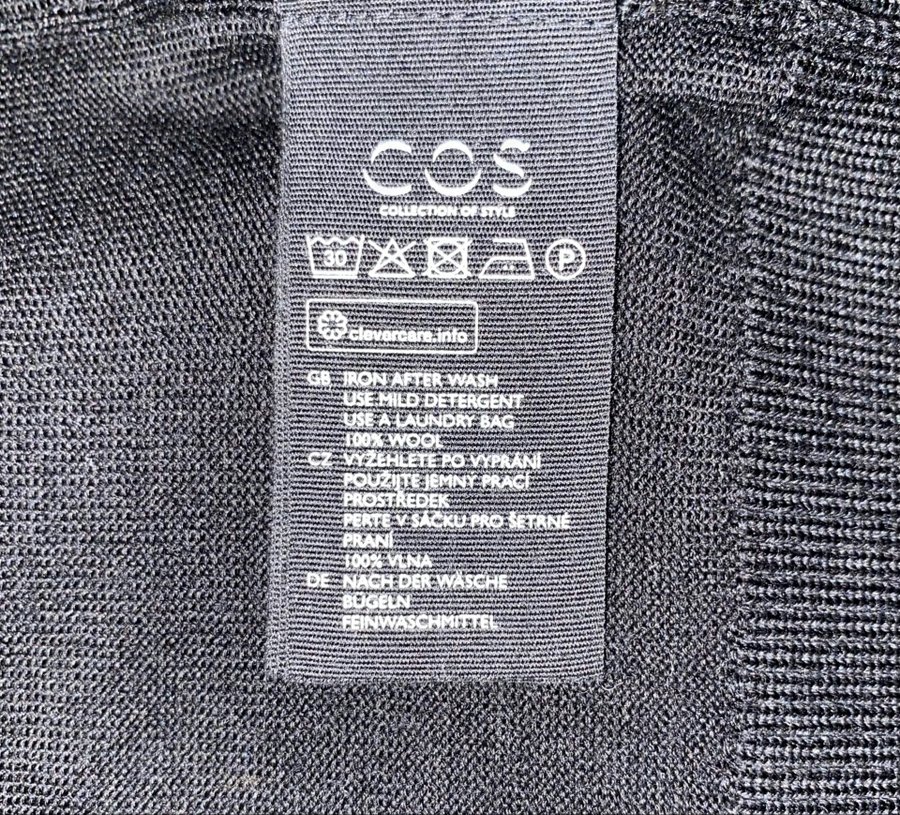 COS
COLLECTION OF STYLE
30 P
clevercare.info
GB IRON AFTER WASH
USE MILD DETERGENT
USE A LAUNDRY BAG
100% WOOL
CZ VYŽEHLETE PO VYPRÁNÍ
POUŽIJTE JEMNÝ PRACÍ
PROSTŘEDEK
PERTE V SÁČKU PRO ŠETRNÉ
PRANÍ
100% VLNA
DE NACH DER WÄSCHE
BÜGELN
FEINWASCHMITTEL